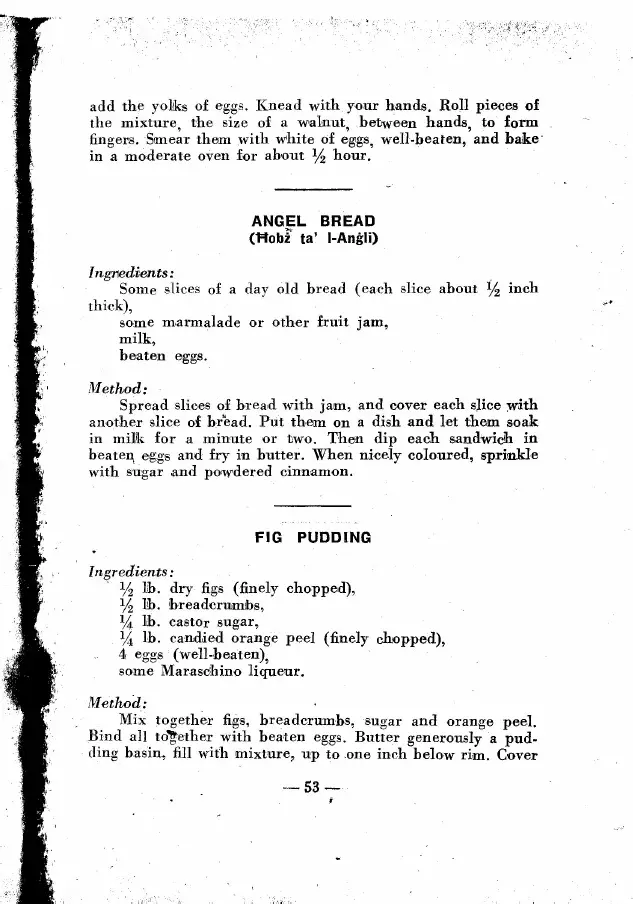 add the yolks of eggs. Knead with your hands. Roll pieces of
the mixture, the size of a walnut, between hands, to form
fingers. Smear them with white of eggs, well-beaten, and bake
in a moderate oven for about ½ hour.
ANGEL BREAD
(Ħobż ta' l-Anġli)
Ingredients:
Some slices of a day old bread (each slice about ½ inch
thick),
some marmalade or other fruit jam,
milk,
beaten eggs.
Method:
Spread slices of bread with jam, and cover each slice with
another slice of bread. Put them on a dish and let them soak
in milk for a minute or two. Then dip each sandwich in
beaten eggs and fry in butter. When nicely coloured, sprinkle
with sugar and powdered cinnamon.
FIG PUDDING
Ingredients:
½ lb. dry figs (finely chopped),
½ lb. breadcrumbs,
¼ lb. castor sugar,
¼ lb. candied orange peel (finely chopped),
4 eggs (well-beaten),
some Maraschino liqueur.
Method:
Mix together figs, breadcrumbs, sugar and orange peel.
Bind all together with beaten eggs. Butter generously a pud-
ding basin, fill with mixture, up to one inch below rim. Cover
— 53 —